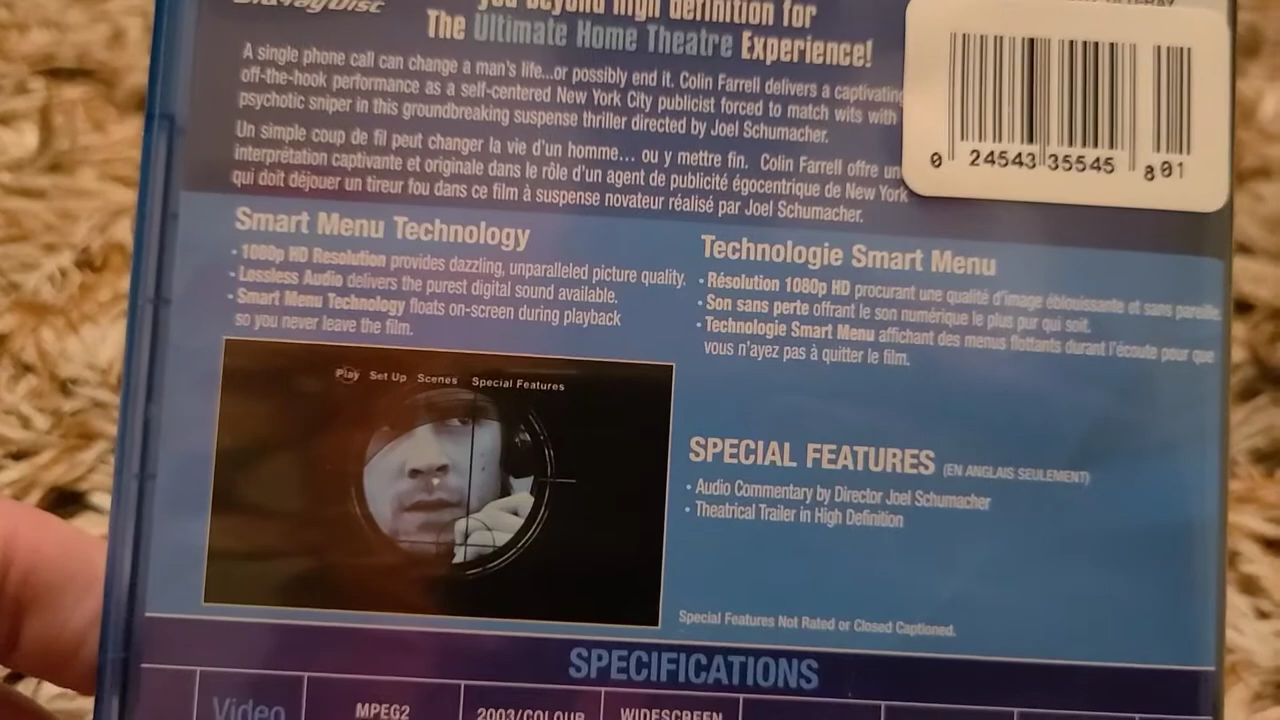 Blu-ray Disc
you beyond high definition for
The Ultimate Home Theatre Experience!
A single phone call can change a man's life...or possibly end it. Colin Farrell delivers a captivating
off-the-hook performance as a self-centered New York City publicist forced to match wits with
psychotic sniper in this groundbreaking suspense thriller directed by Joel Schumacher.
Un simple coup de fil peut changer la vie d'un homme... ou y mettre fin. Colin Farrell offre un
interprétation captivante et originale dans le rôle d'un agent de publicité égocentrique de New York
qui doit déjouer un tireur fou dans ce film à suspense novateur réalisé par Joel Schumacher.
0 24543 35545 801
Smart Menu Technology
• 1080p HD Resolution provides dazzling, unparalleled picture quality.
• Lossless Audio delivers the purest digital sound available.
• Smart Menu Technology floats on-screen during playback
so you never leave the film.
Technologie Smart Menu
• Résolution 1080p HD procurant une qualité d'image éblouissante et sans pareille.
• Son sans perte offrant le son numérique le plus pur qui soit.
• Technologie Smart Menu affichant des menus flottants durant l'écoute pour que
vous n'ayez pas à quitter le film.
Play Set Up Scenes Special Features
SPECIAL FEATURES (EN ANGLAIS SEULEMENT)
• Audio Commentary by Director Joel Schumacher
• Theatrical Trailer in High Definition
Special Features Not Rated or Closed Captioned.
SPECIFICATIONS
Video MPEG2 2003/COLOUR WIDESCREEN